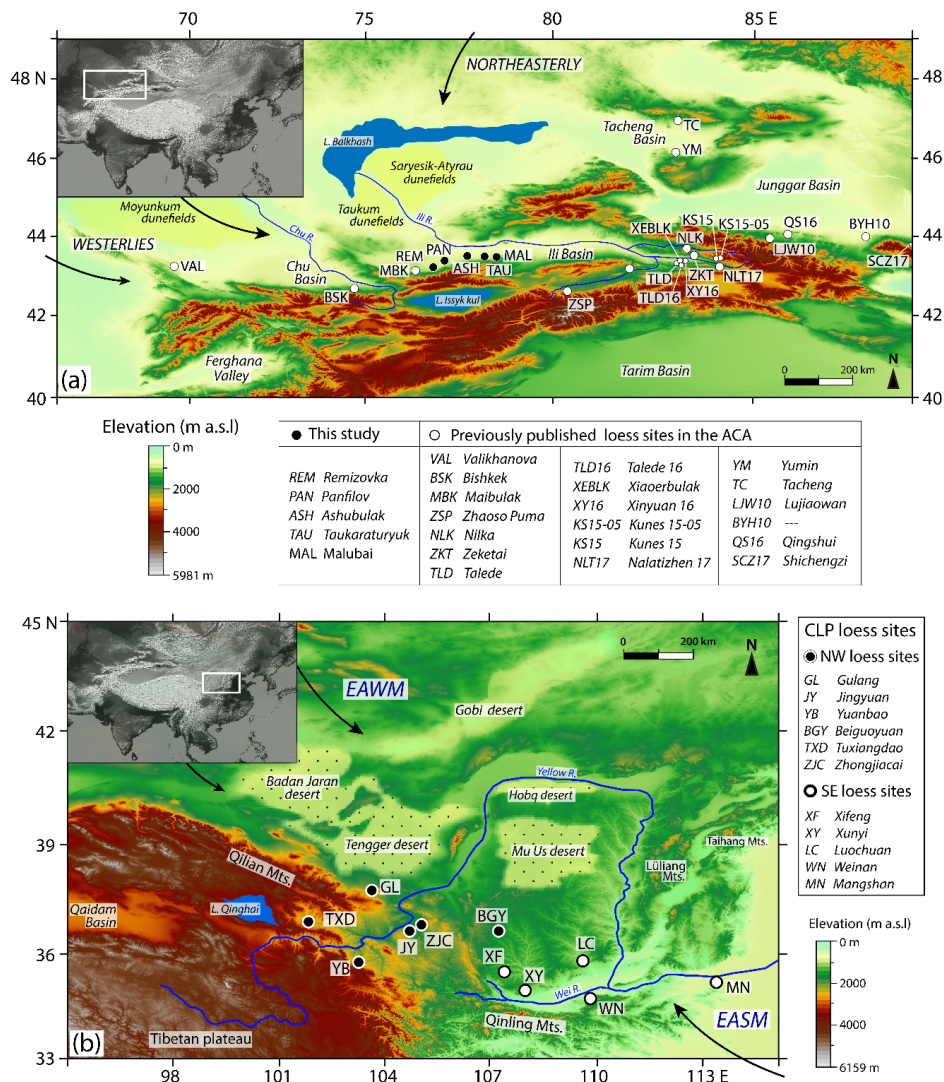 70
75
80
85 E
48 N
46
44
42
40
NORTHEASTERLY
L. Balkhash
Saryesik-Atyrau
dunefields
Taukum
dunefields
Ili R.
Moyunkum
dunefields
Chu R.
WESTERLIES
VAL
Chu
Basin
BSK
REM
PAN
MBK
ASH
TAU
MAL
Ili Basin
L. Issyk kul
Ferghana
Valley
Tacheng
Basin
TC
YM
Junggar Basin
KS15
KS15-05
XEBLK
NLK
QS16
LJW10
BYH10
SCZ17
TLD
ZKT
NLT17
TLD16
XY16
ZSP
Tarim Basin
0 200 km
N
(a)
Elevation (m a.s.l)
0 m
2000
4000
5981 m
This study
REM Remizovka
PAN Panfilov
ASH Ashubulak
TAU Taukaraturyuk
MAL Malubai
Previously published loess sites in the ACA
VAL Valikhanova
BSK Bishkek
MBK Maibulak
ZSP Zhaoso Puma
NLK Nilka
ZKT Zeketai
TLD Talede
TLD16 Talede 16
XEBLK Xiaoerbulak
XY16 Xinyuan 16
KS15-05 Kunes 15-05
KS15 Kunes 15
NLT17 Nalatizhen 17
YM Yumin
TC Tacheng
LJW10 Lujiaowan
BYH10 ---
QS16 Qingshui
SCZ17 Shichengzi
45 N
42
39
36
33
98
101
104
107
110
113 E
EAWM
Gobi desert
0 200 km
N
Badan Jaran
desert
Yellow R.
Hobq desert
Tengger desert
Mu Us desert
Taihang Mts.
Lüliang
Mts.
Qilian Mts.
GL
L. Qinghai
Qaidam
Basin
TXD
JY
ZJC
BGY
YB
XF
XY
LC
Wei R.
WN
MN
Qinling Mts.
EASM
Tibetan plateau
(b)
CLP loess sites
NW loess sites
GL Gulang
JY Jingyuan
YB Yuanbao
BGY Beiguoyuan
TXD Tuxiangdao
ZJC Zhongjiacai
SE loess sites
XF Xifeng
XY Xunyi
LC Luochuan
WN Weinan
MN Mangshan
Elevation (m a.s.l)
0 m
2000
4000
6159 m